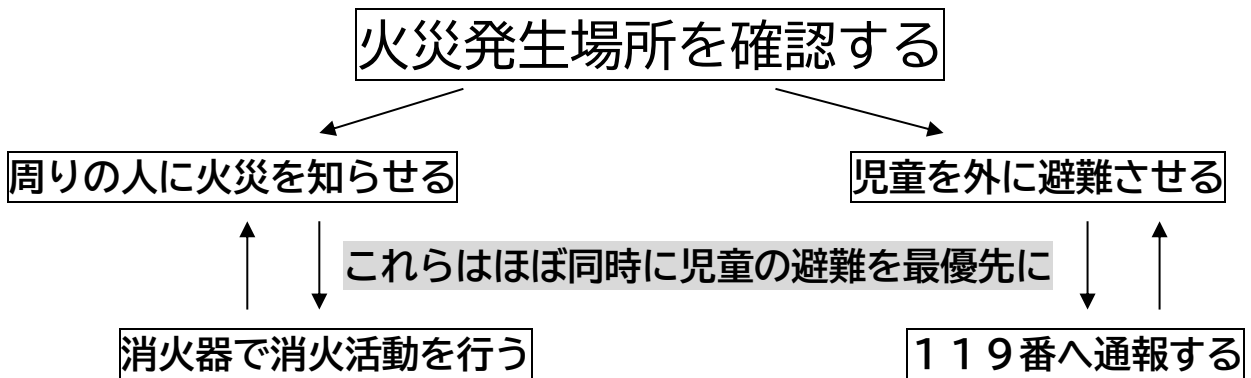 火災発生場所を確認する
周りの人に火災を知らせる
児童を外に避難させる
これらはほぼ同時に児童の避難を最優先に
消火器で消火活動を行う
１１９番へ通報する